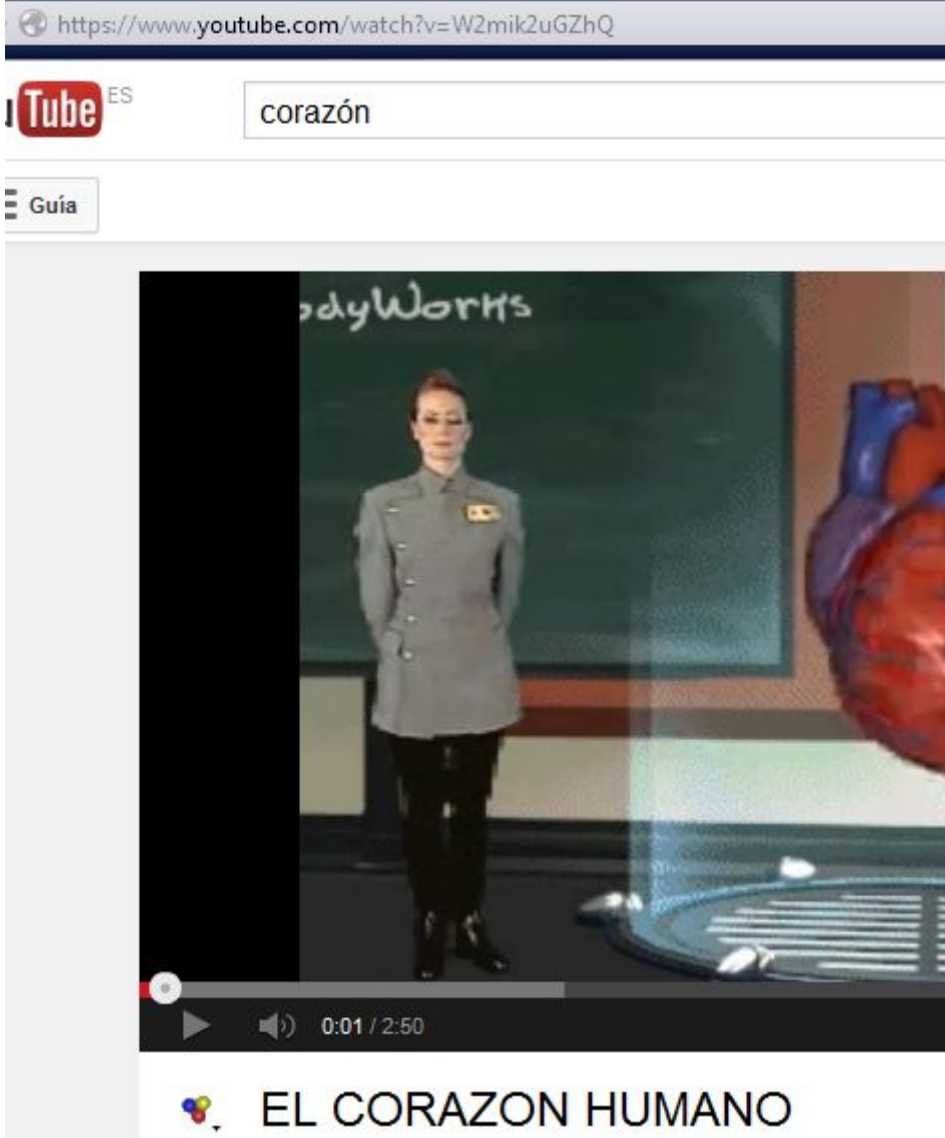 https://www.youtube.com/watch?v=W2mik2uGZhQ
Tube ES
corazón
Guía
odyWorks
0:01 / 2:50
EL CORAZON HUMANO